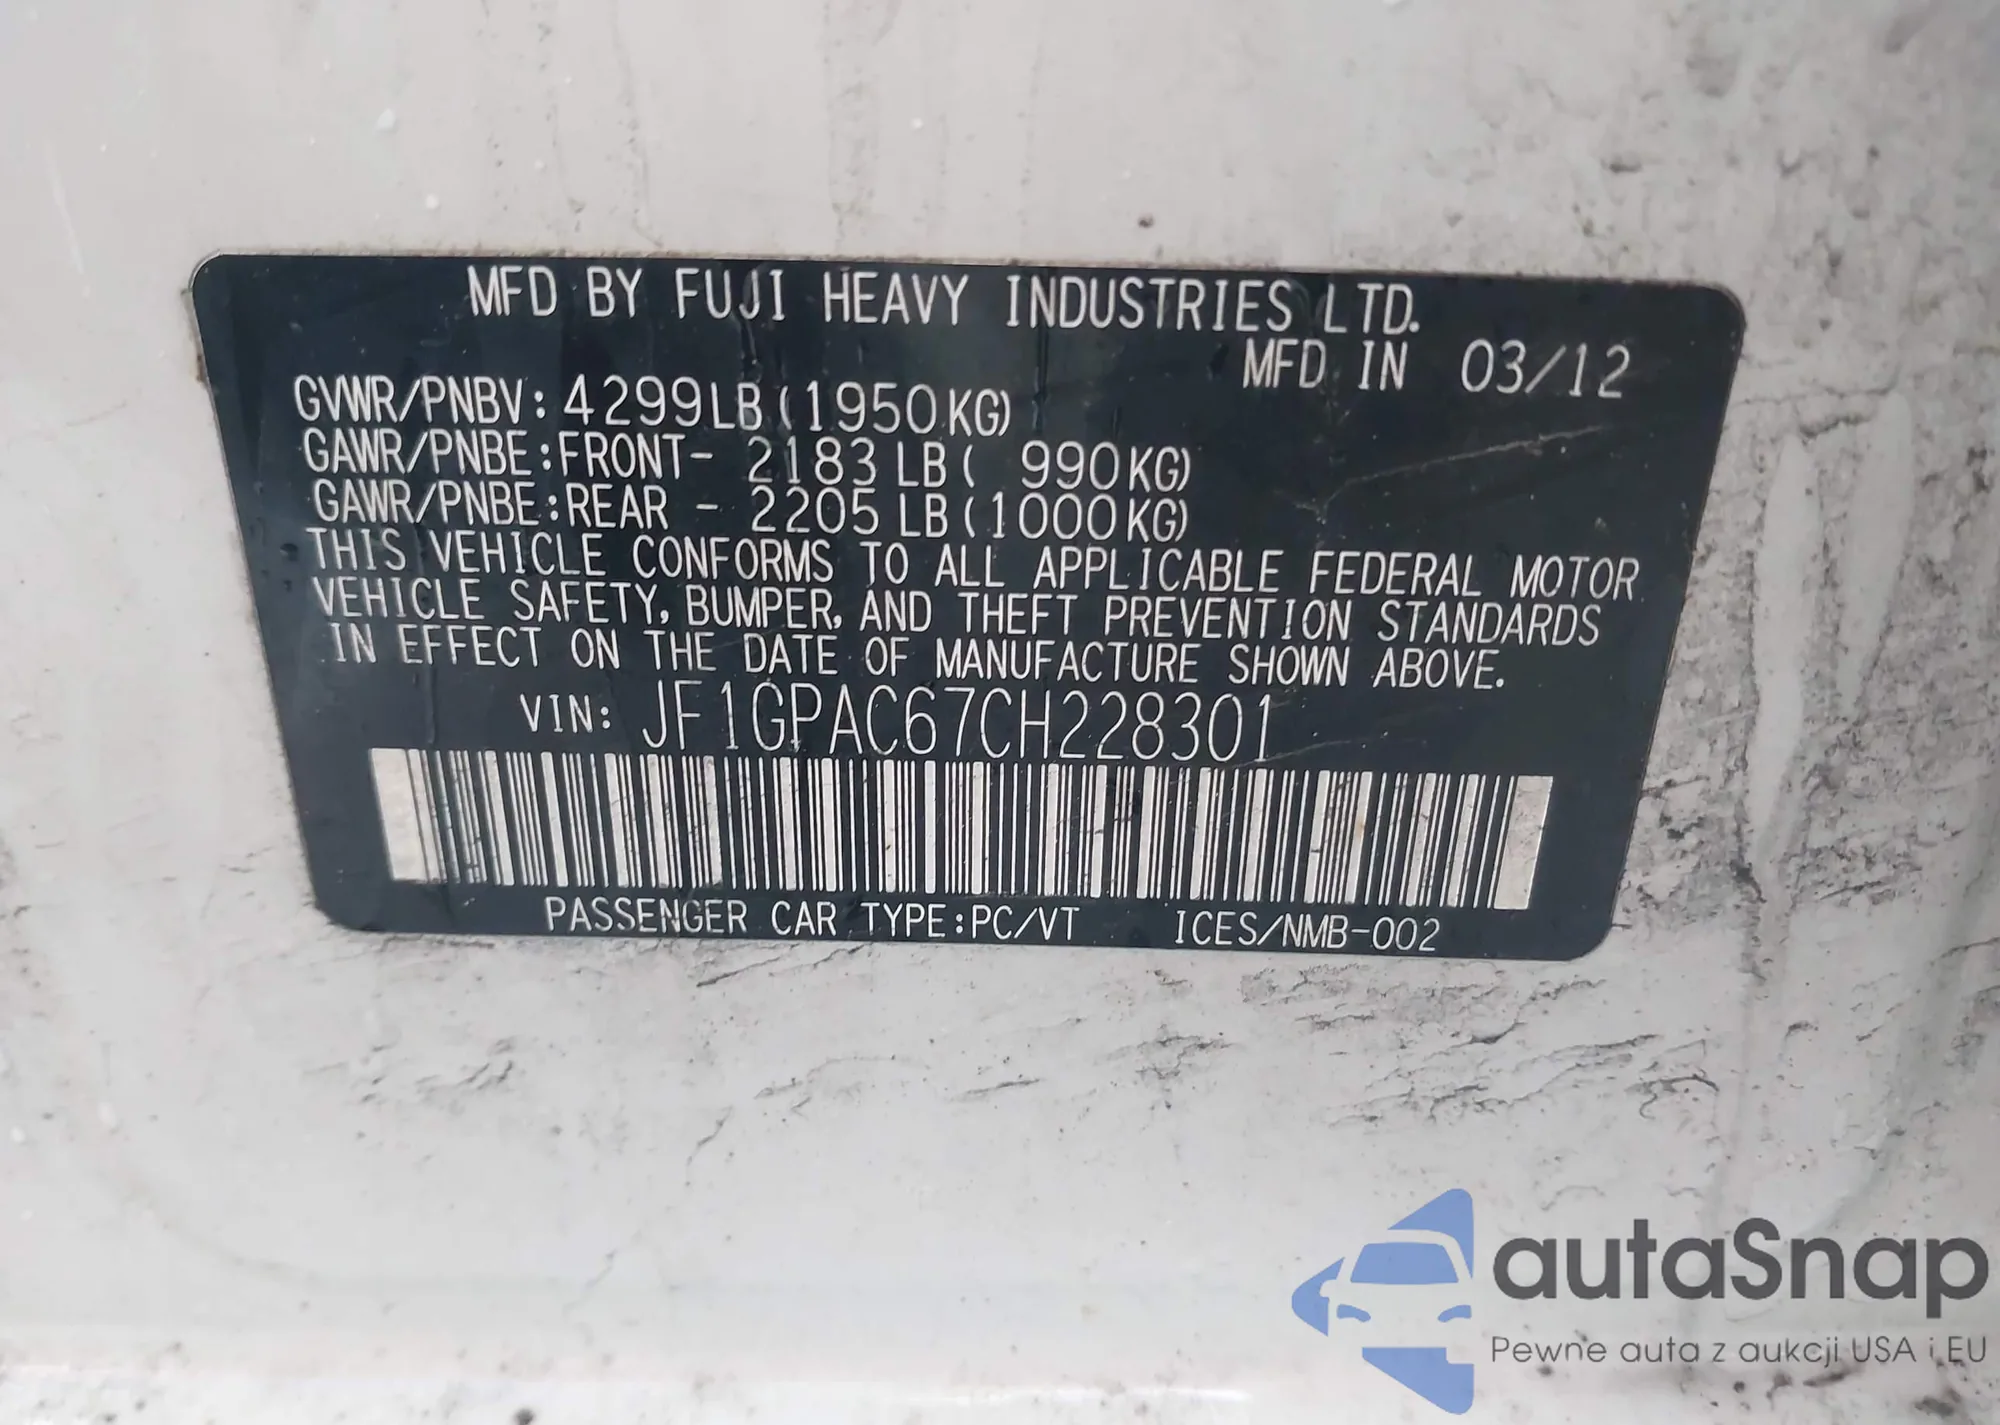 MFD BY FUJI HEAVY INDUSTRIES LTD.
MFD IN 03/12
GVWR/PNBV: 4299LB (1950KG)
GAWR/PNBE:FRONT- 2183 LB ( 990KG)
GAWR/PNBE:REAR - 2205 LB (1000KG)
THIS VEHICLE CONFORMS TO ALL APPLICABLE FEDERAL MOTOR
VEHICLE SAFETY, BUMPER, AND THEFT PREVENTION STANDARDS
IN EFFECT ON THE DATE OF MANUFACTURE SHOWN ABOVE.
VIN: JF1GPAC67CH228301
PASSENGER CAR TYPE:PC/VT ICES/NMB-002
autaSnap
Pewne auta z aukcji USA i EU